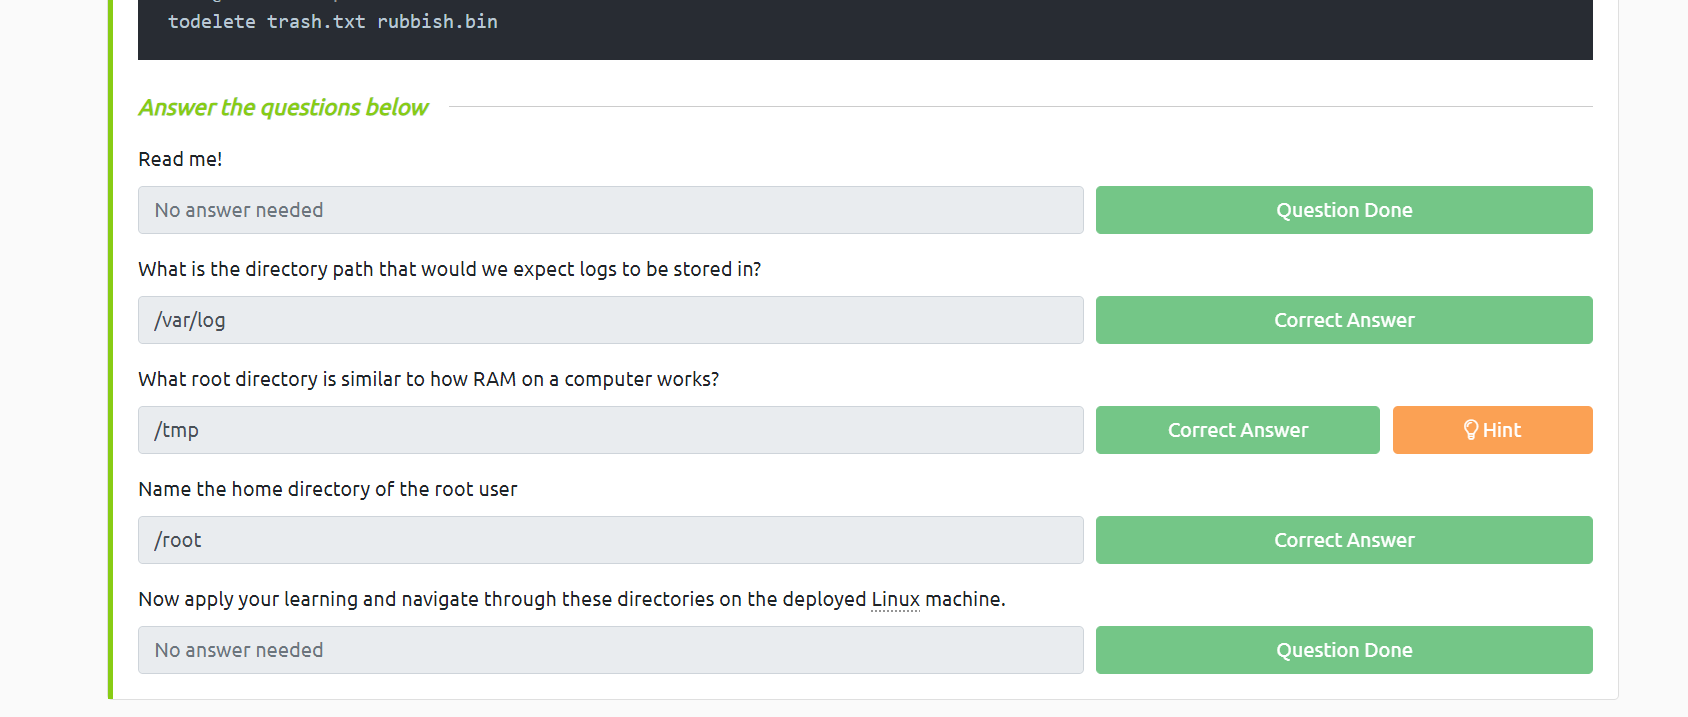 todelete trash.txt rubbish.bin
Answer the questions below
Read me!
No answer needed
Question Done
What is the directory path that would we expect logs to be stored in?
/var/log
Correct Answer
What root directory is similar to how RAM on a computer works?
/tmp
Correct Answer
Hint
Name the home directory of the root user
/root
Correct Answer
Now apply your learning and navigate through these directories on the deployed Linux machine.
No answer needed
Question Done